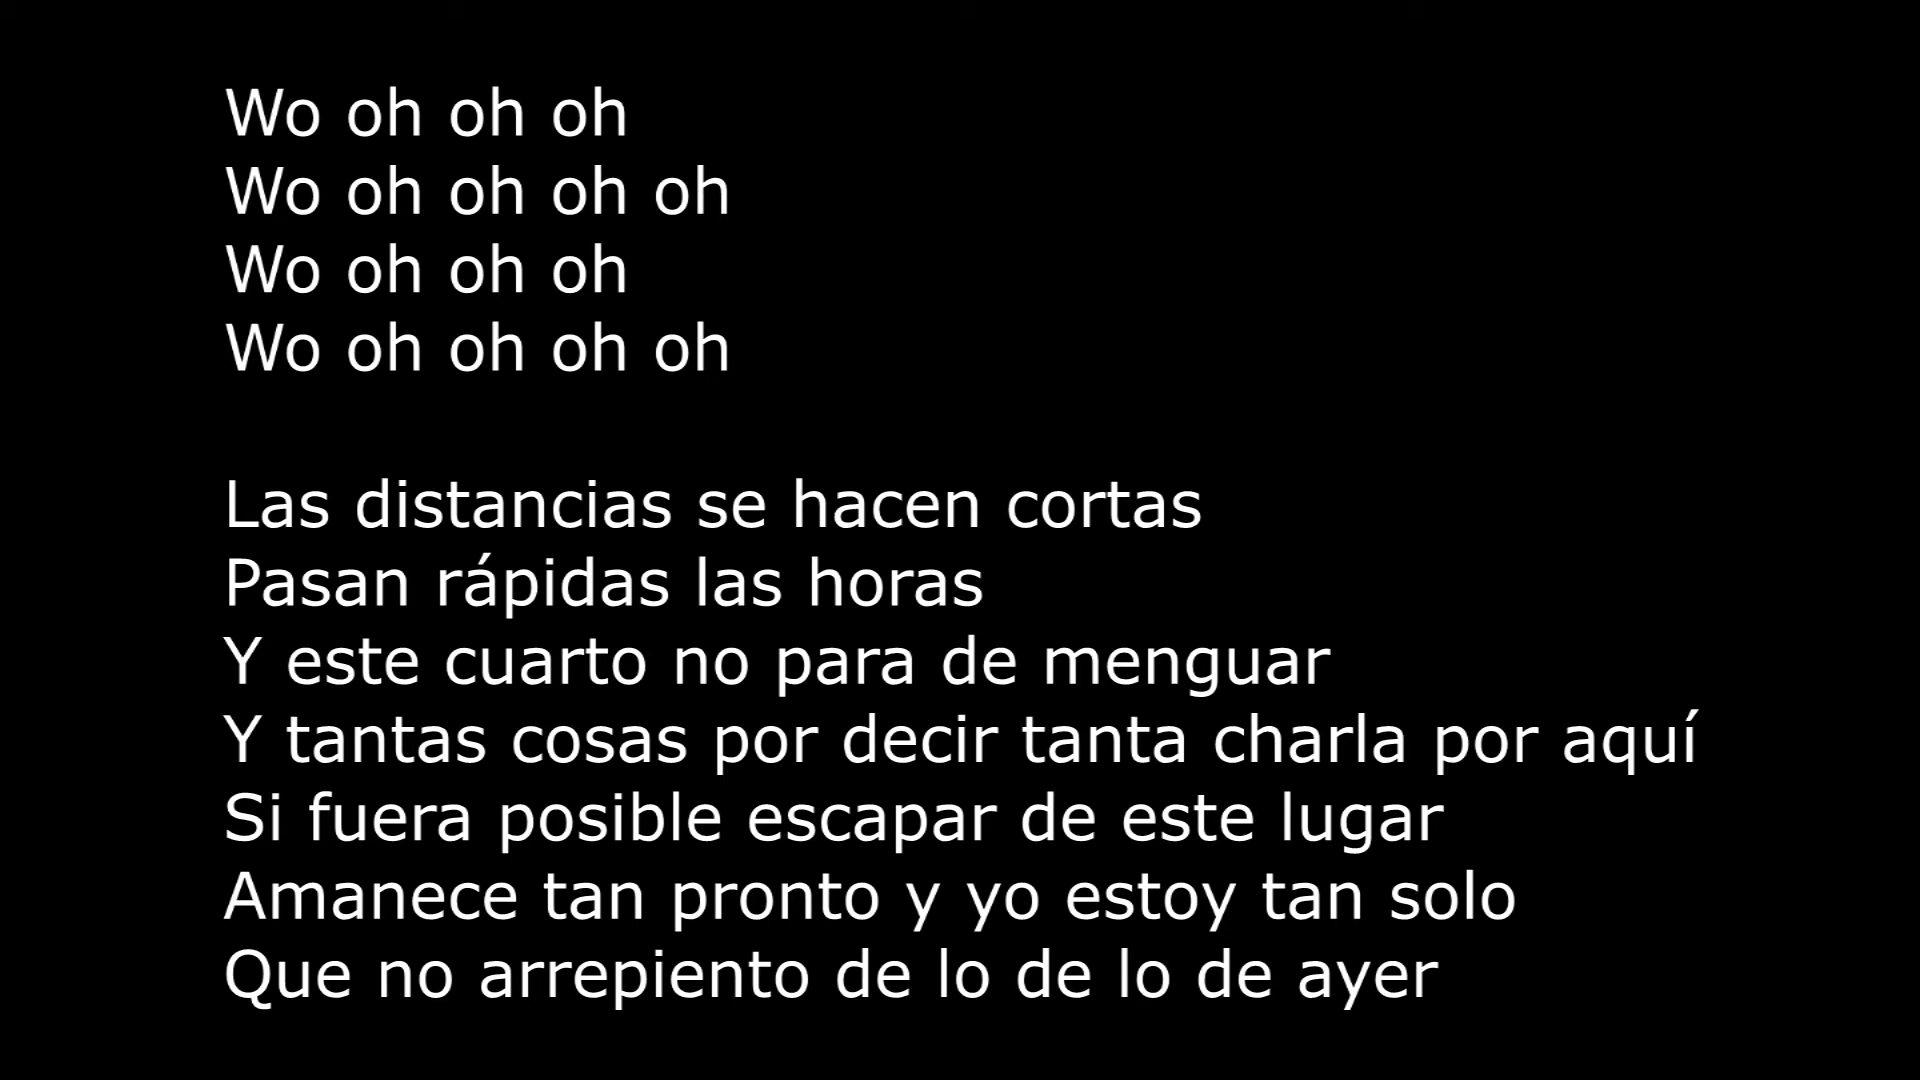 Wo oh oh oh
Wo oh oh oh oh
Wo oh oh oh
Wo oh oh oh oh
Las distancias se hacen cortas
Pasan rápidas las horas
Y este cuarto no para de menguar
Y tantas cosas por decir tanta charla por aquí
Si fuera posible escapar de este lugar
Amanece tan pronto y yo estoy tan solo
Que no arrepiento de lo de lo de ayer